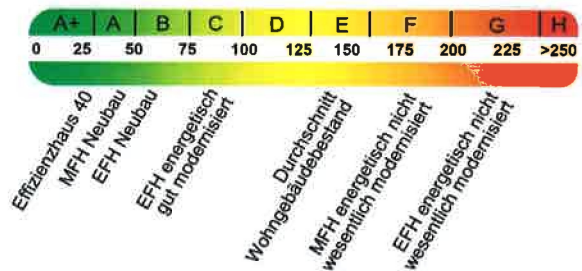 A+ A B C D E F G H
0 25 50 75 100 125 150 175 200 225 >250
Effizienzhaus 40
MFH Neubau
EFH Neubau
EFH energetisch
gut modernisiert
Durchschnitt
Wohngebäudebestand
MFH energetisch nicht
wesentlich modernisiert
EFH energetisch nicht
wesentlich modernisiert